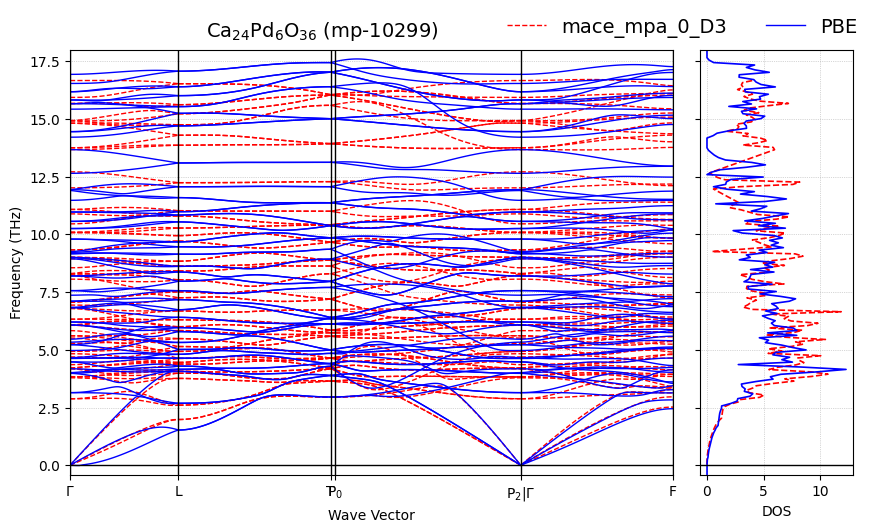 Ca₂₄Pd₆O₃₆ (mp-10299)
mace_mpa_0_D3 PBE
17.5
15.0
12.5
10.0
7.5
5.0
2.5
0.0
Frequency (THz)
Γ L T P₀ P₂|Γ F
Wave Vector
0 5 10
DOS